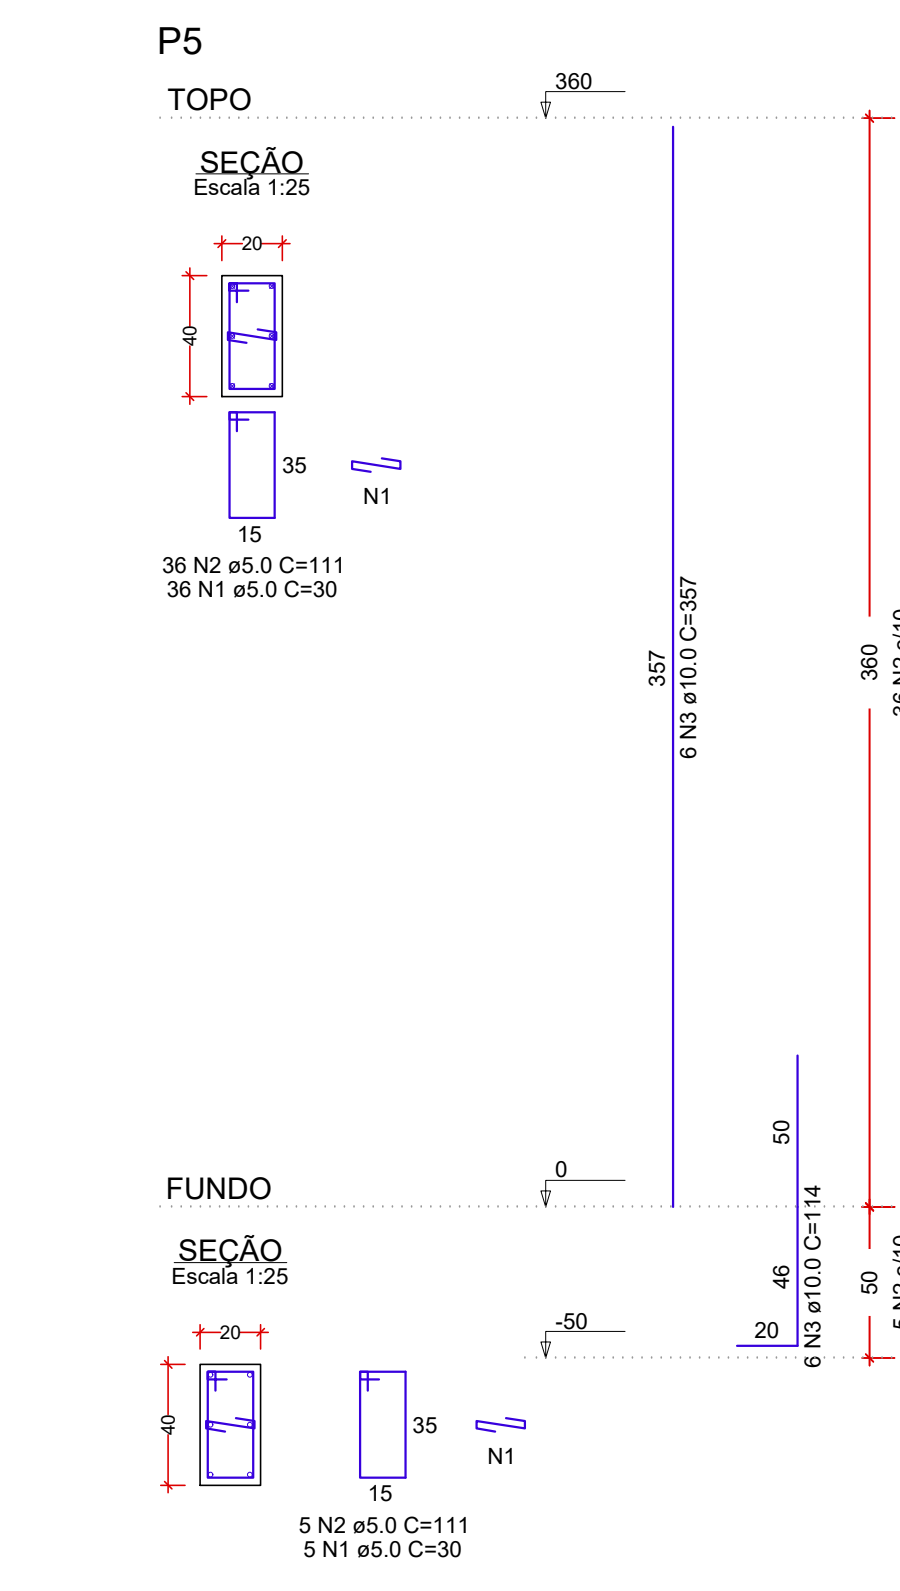 P5
TOPO
360
SEÇÃO
Escala 1:25
20
40
35
N1
15
36 N2 ø5.0 C=111
36 N1 ø5.0 C=30
357
6 N3 ø10.0 C=357
360
50
FUNDO
0
SEÇÃO
Escala 1:25
46
6 N3 ø10.0 C=114
50
20
-50
20
40
35
N1
15
5 N2 ø5.0 C=111
5 N1 ø5.0 C=30